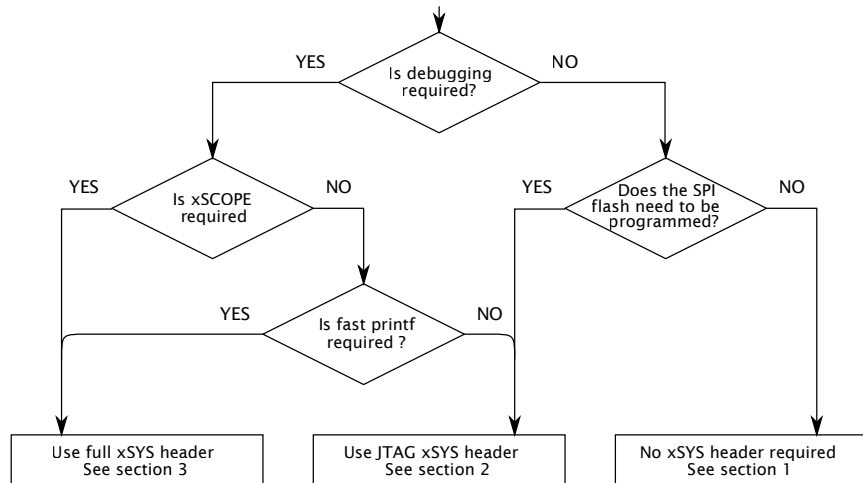 YES
NO
Is debugging
required?
YES
NO
YES
NO
Is xSCOPE
required
Does the SPI
flash need to be
programmed?
YES
NO
Is fast printf
required ?
Use full xSYS header
See section 3
Use JTAG xSYS header
See section 2
No xSYS header required
See section 1